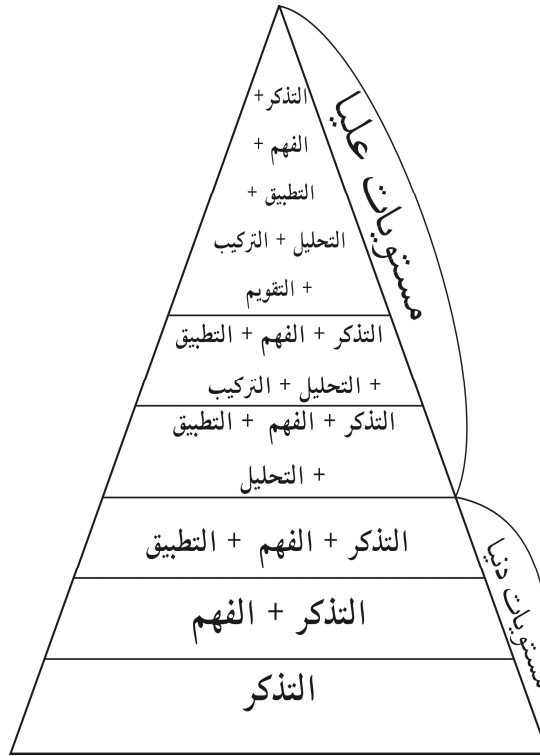 التذكر+
الفهم +
التطبيق +
التحليل + التركيب
+ التقويم
التذكر + الفهم + التطبيق
+ التحليل + التركيب
التذكر + الفهم + التطبيق
+ التحليل
التذكر + الفهم + التطبيق
التذكر + الفهم
التذكر
مستويات عليا
مستويات دنيا